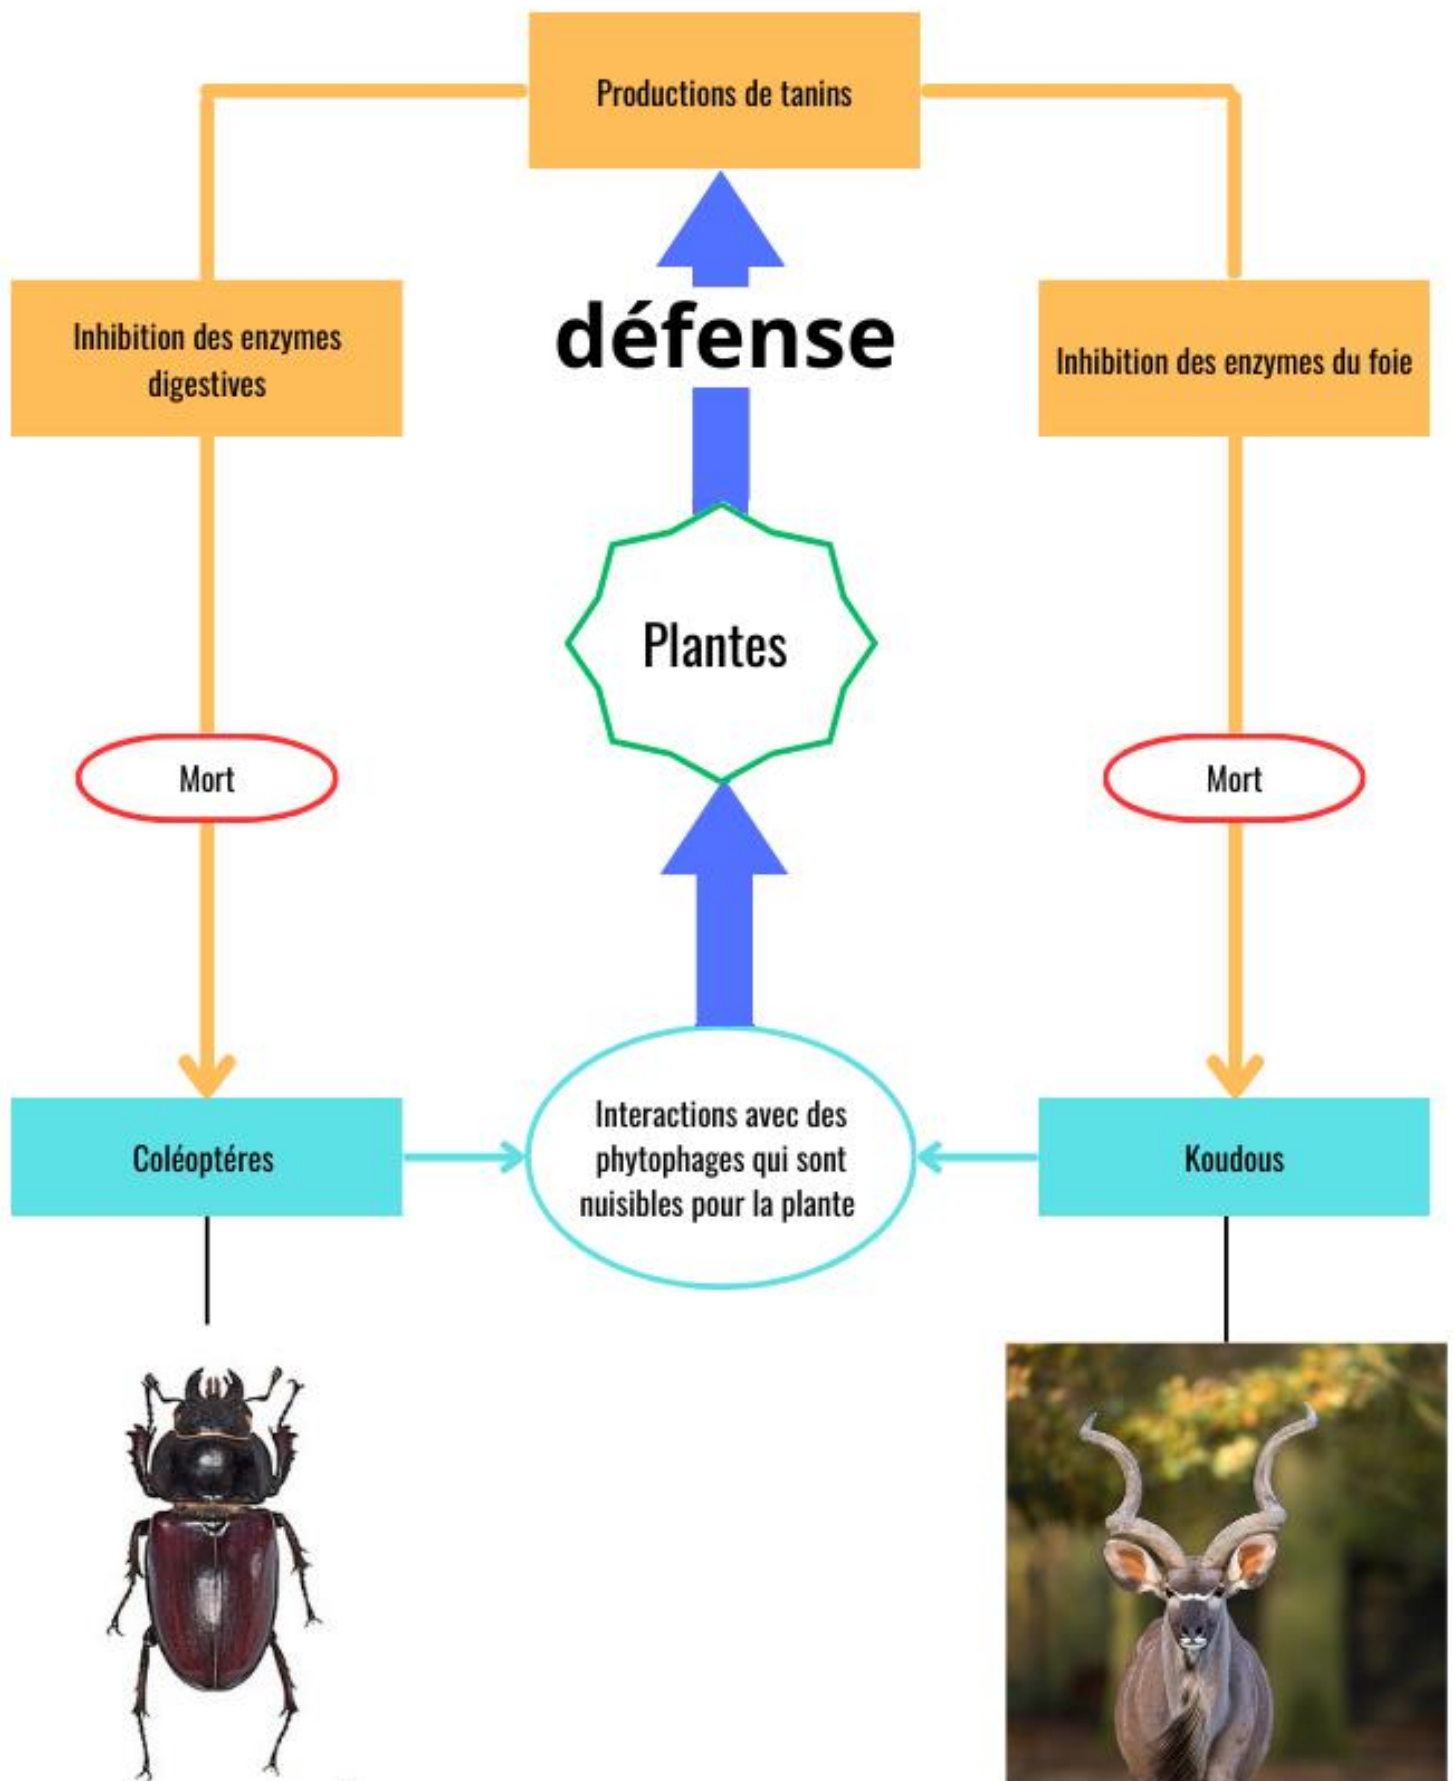 Productions de tanins
Inhibition des enzymes
digestives
défense
Inhibition des enzymes du foie
Plantes
Mort
Mort
Coléoptéres
Interactions avec des
phytophages qui sont
nuisibles pour la plante
Koudous